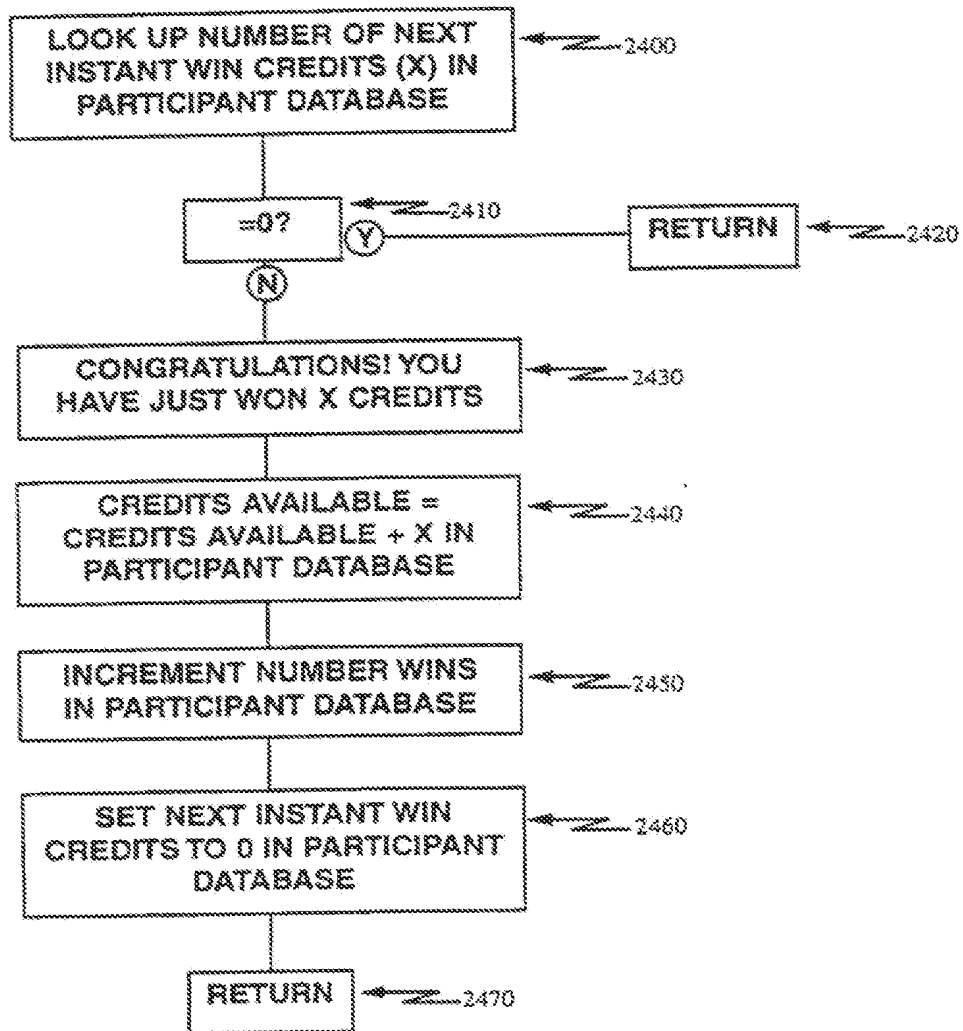 LOOK UP NUMBER OF NEXT
INSTANT WIN CREDITS (X) IN
PARTICIPANT DATABASE
2400
=0?
2410
Y
RETURN
2420
N
CONGRATULATIONS! YOU
HAVE JUST WON X CREDITS
2430
CREDITS AVAILABLE =
CREDITS AVAILABLE + X IN
PARTICIPANT DATABASE
2440
INCREMENT NUMBER WINS
IN PARTICIPANT DATABASE
2450
SET NEXT INSTANT WIN
CREDITS TO 0 IN PARTICIPANT
DATABASE
2460
RETURN
2470